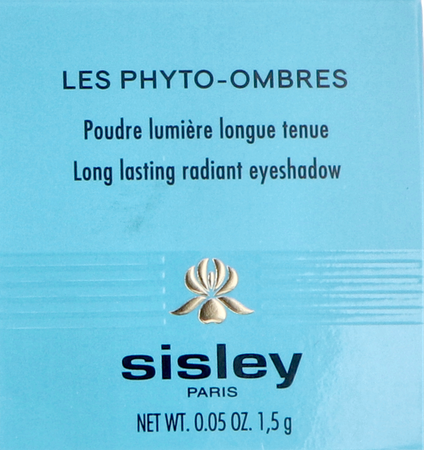 LES PHYTO-OMBRES
Poudre lumière longue tenue
Long lasting radiant eyeshadow
sisley
PARIS
NET WT. 0.05 OZ. 1,5 g